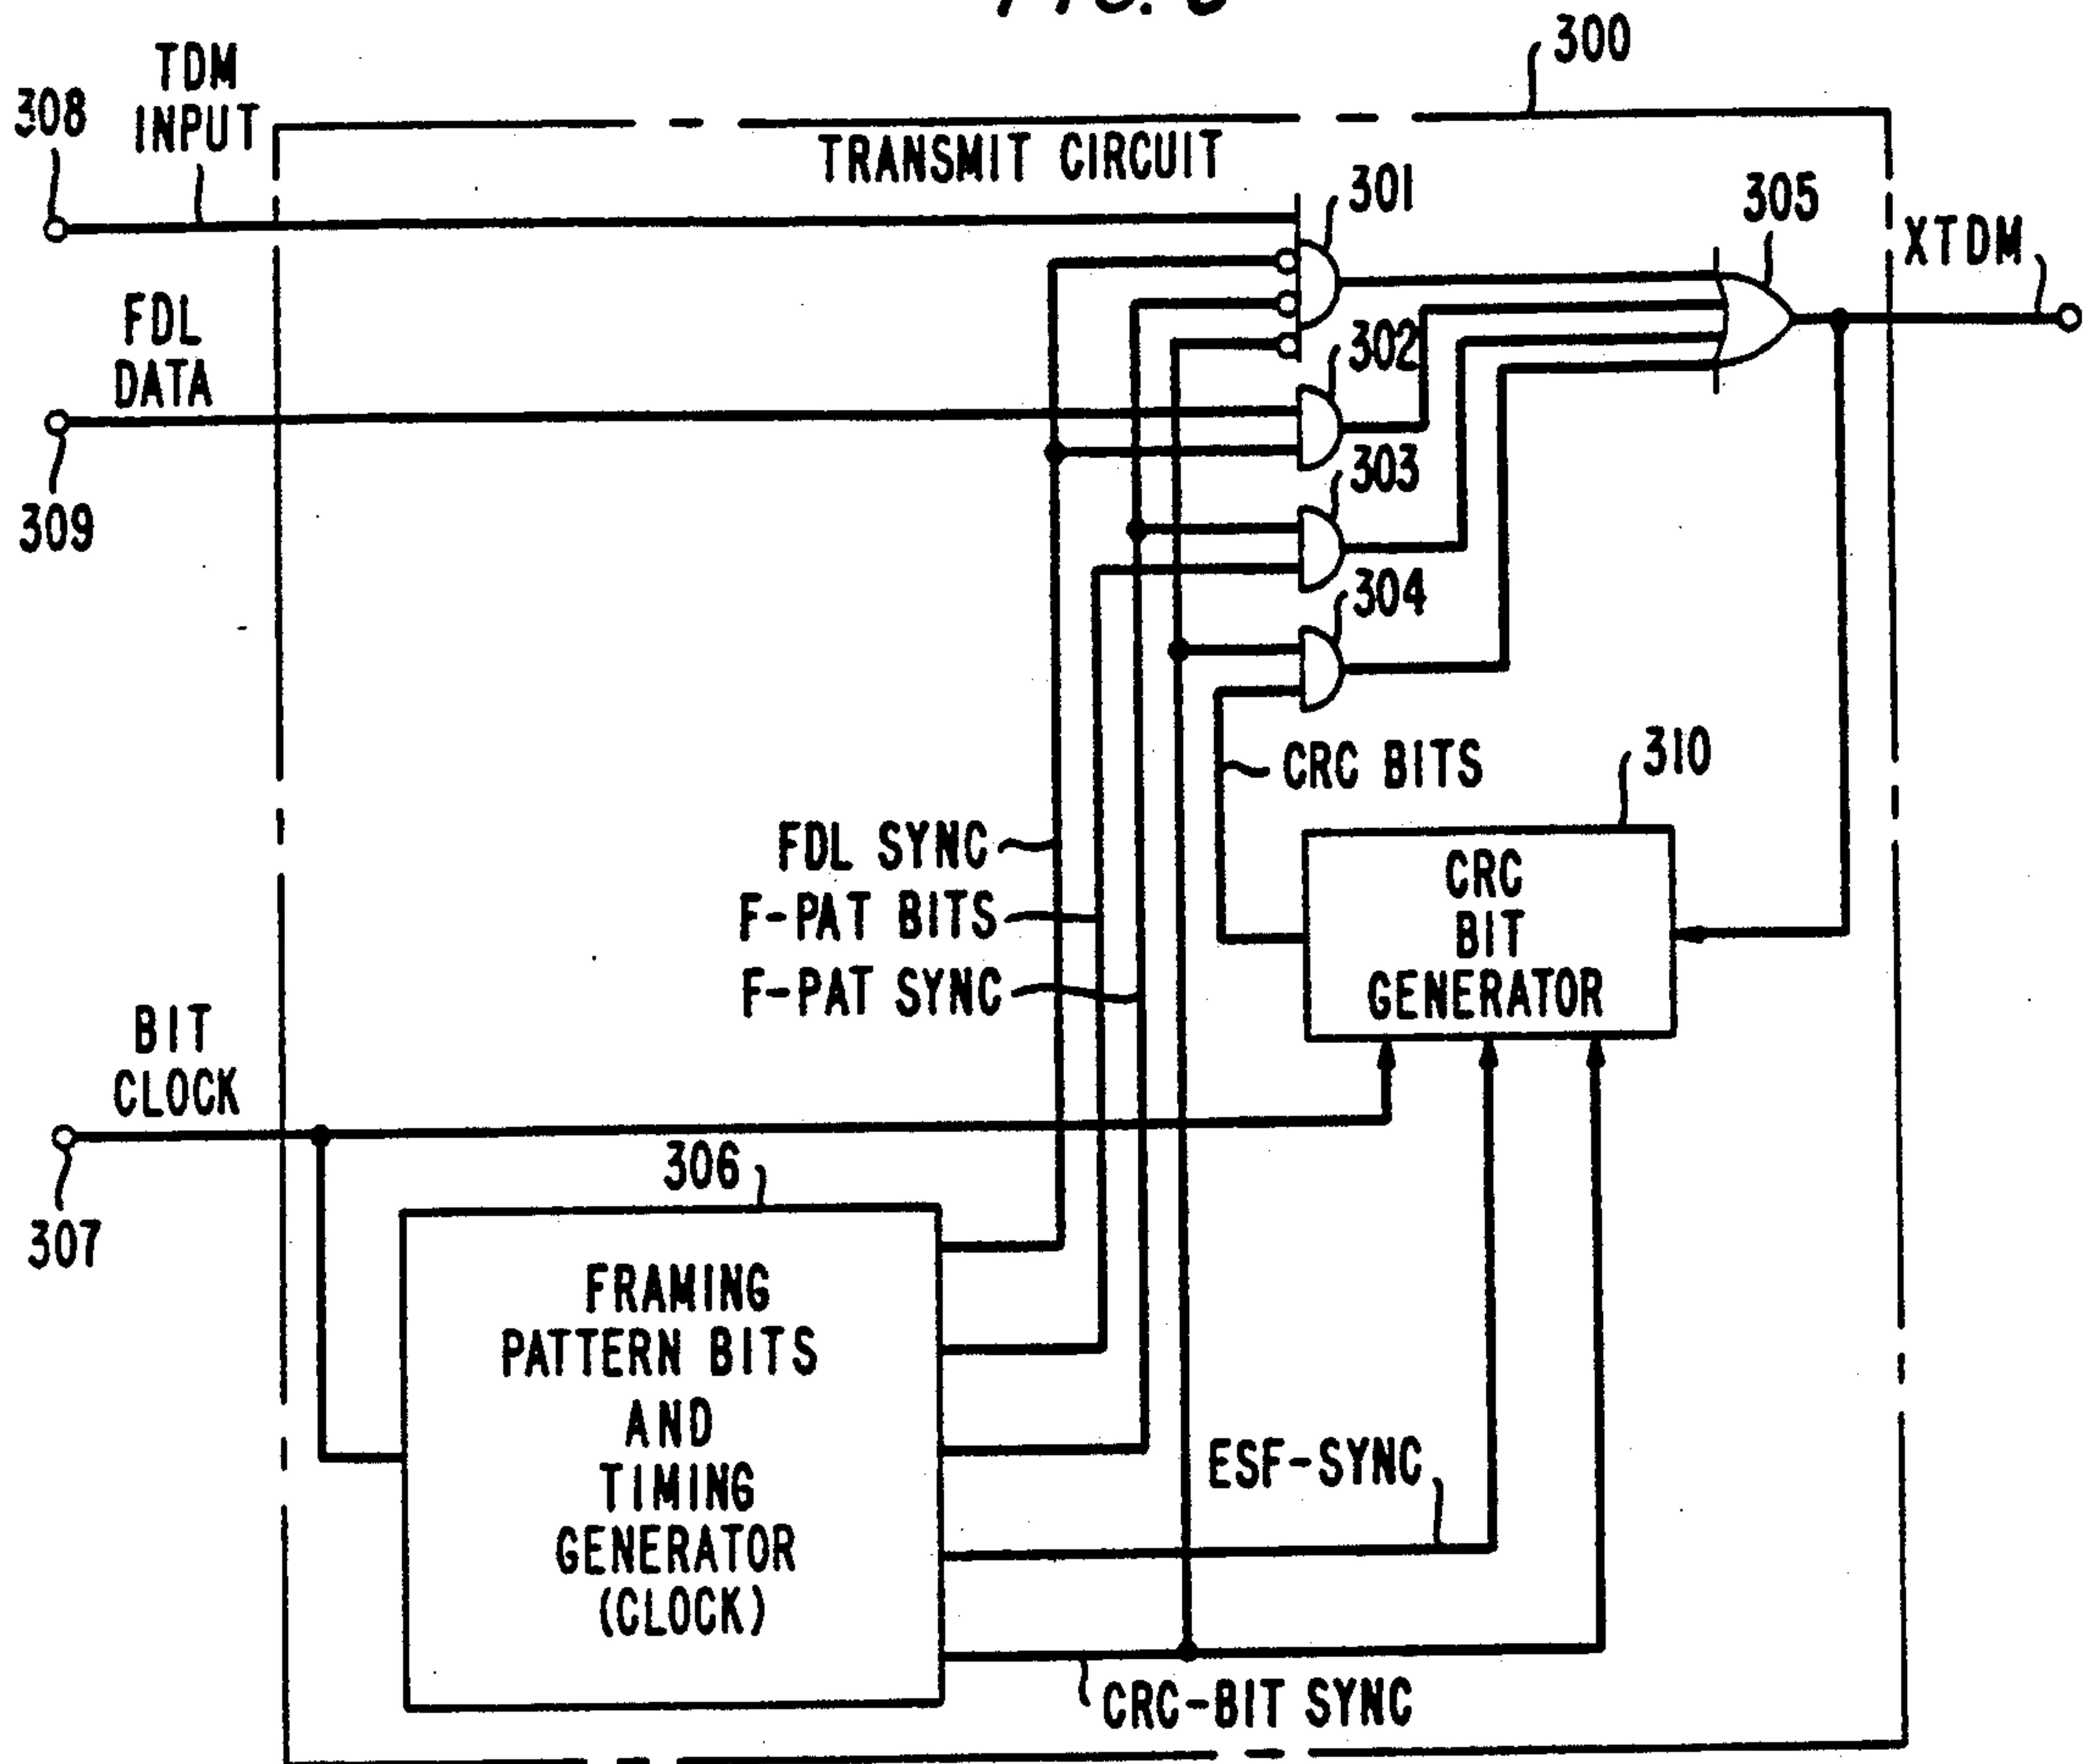 300
TDM
INPUT
308
TRANSMIT CIRCUIT
301
305
XTDM
FDL
DATA
302
303
309
304
CRC BITS
310
FDL SYNC
F-PAT BITS
F-PAT SYNC
CRC
BIT
GENERATOR
BIT
CLOCK
306
307
FRAMING
PATTERN BITS
AND
TIMING
GENERATOR
(CLOCK)
ESF-SYNC
CRC-BIT SYNC